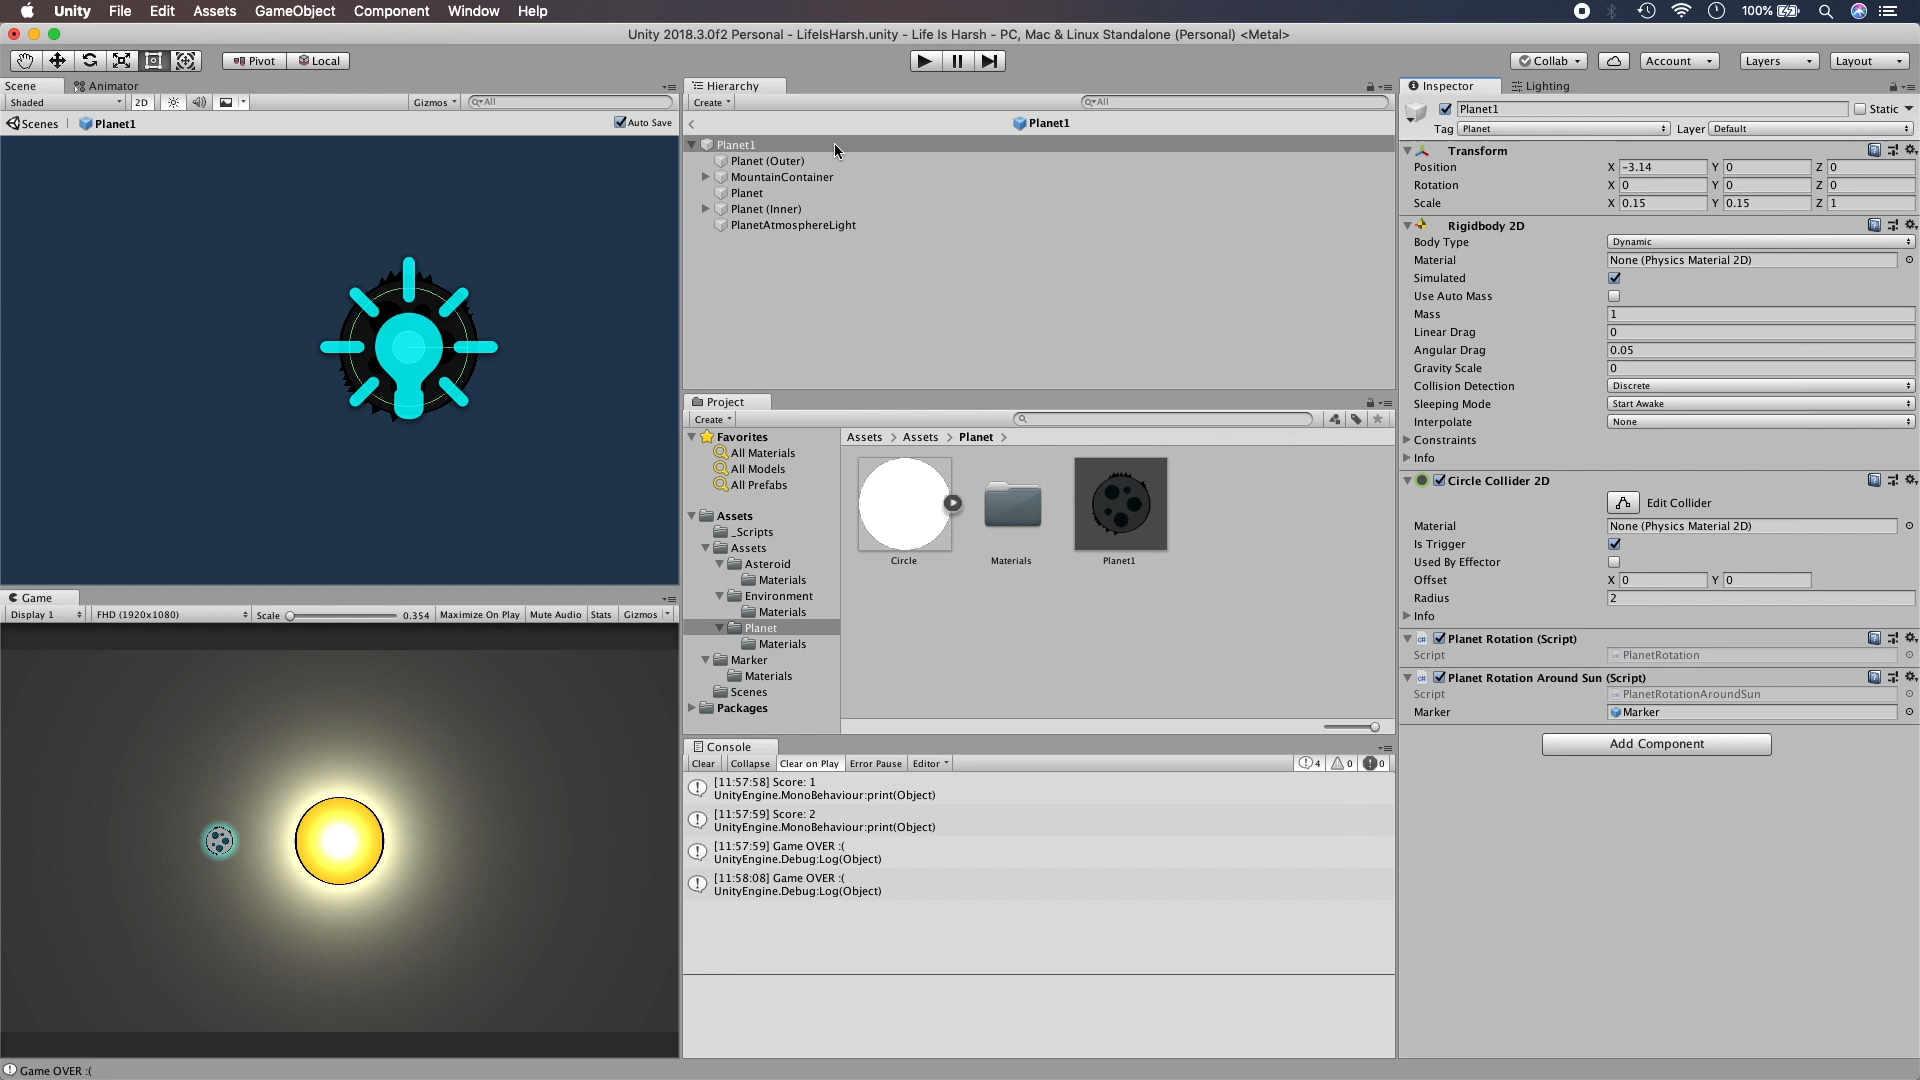 Unity File Edit Assets GameObject Component Window Help 100%
Unity 2018.3.0f2 Personal - LifeIsHarsh.unity - Life Is Harsh - PC, Mac & Linux Standalone (Personal) <Metal>
Pivot Local Collab Account Layers Layout
Scene Animator
Shaded 2D Gizmos All
Scenes Planet1 Auto Save
Hierarchy
Create All
Planet1
Planet1
Planet (Outer)
MountainContainer
Planet
Planet (Inner)
PlanetAtmosphereLight
Project
Create
Favorites
All Materials
All Models
All Prefabs
Assets
_Scripts
Assets
Asteroid
Materials
Environment
Materials
Planet
Materials
Marker
Materials
Scenes
Packages
Assets Assets Planet
Circle Materials Planet1
Game
Display 1 FHD (1920x1080) Scale 0.354 Maximize On Play Mute Audio Stats Gizmos
Console
Clear Collapse Clear on Play Error Pause Editor 4 0 0
[11:57:58] Score: 1
UnityEngine.MonoBehaviour:print(Object)
[11:57:59] Score: 2
UnityEngine.MonoBehaviour:print(Object)
[11:57:59] Game OVER :(
UnityEngine.Debug:Log(Object)
[11:58:08] Game OVER :(
UnityEngine.Debug:Log(Object)
Inspector Lighting
Planet1 Static
Tag Planet Layer Default
Transform
Position X -3.14 Y 0 Z 0
Rotation X 0 Y 0 Z 0
Scale X 0.15 Y 0.15 Z 1
Rigidbody 2D
Body Type Dynamic
Material None (Physics Material 2D)
Simulated
Use Auto Mass
Mass 1
Linear Drag 0
Angular Drag 0.05
Gravity Scale 0
Collision Detection Discrete
Sleeping Mode Start Awake
Interpolate None
Constraints
Info
Circle Collider 2D
Edit Collider
Material None (Physics Material 2D)
Is Trigger
Used By Effector
Offset X 0 Y 0
Radius 2
Info
Planet Rotation (Script)
Script PlanetRotation
Planet Rotation Around Sun (Script)
Script PlanetRotationAroundSun
Marker Marker
Add Component
Game OVER :(